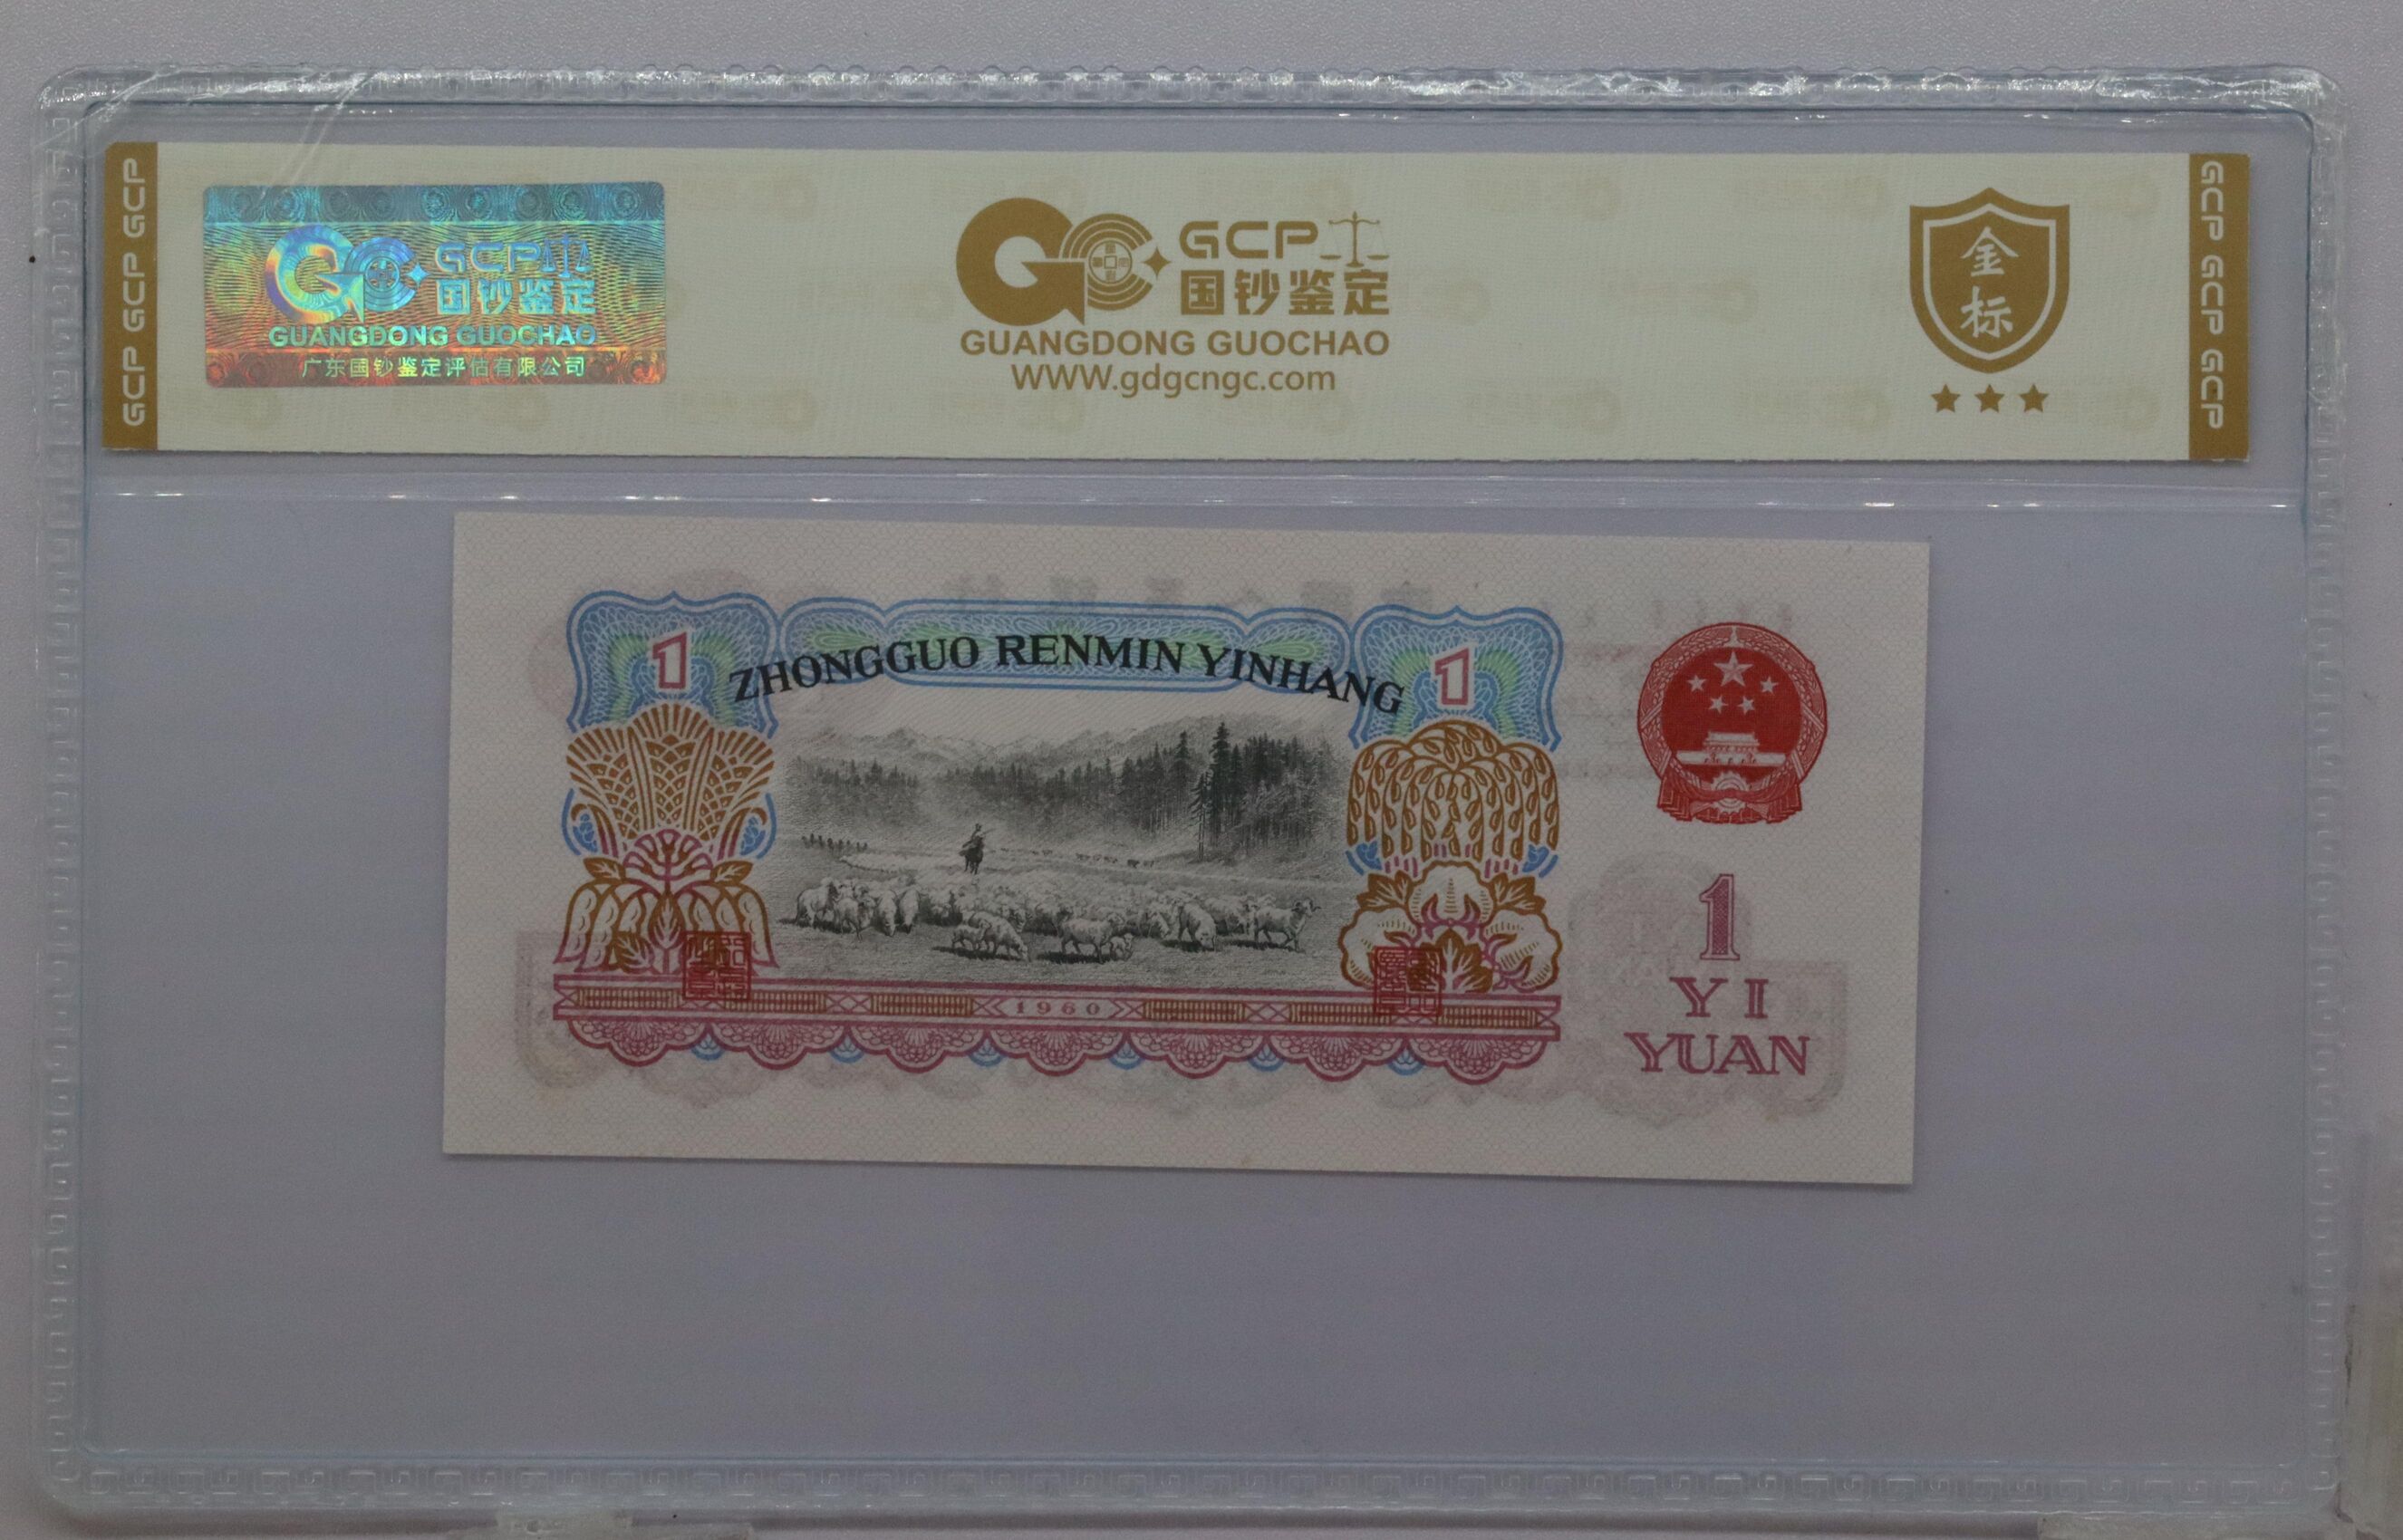 GCP GCP GCP
GCP
国钞鉴定
GUANGDONG GUOCHAO
广东国钞鉴定评估有限公司
GCP
国钞鉴定
GUANGDONG GUOCHAO
WWW.gdgcngc.com
金
标
GCP GCP GCP
1
ZHONGGUO RENMIN YINHANG
1
1960
1
YI
YUAN